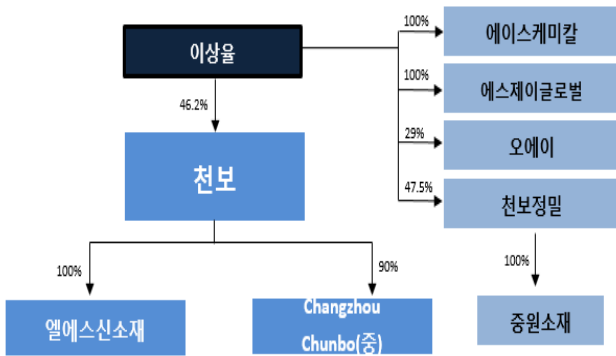 이상율
100%
에이스케미칼
100%
에스제이글로벌
46.2%
29%
오에이
천보
47.5%
천보정밀
100%
90%
100%
엘에스신소재
Changzhou
Chunbo(중)
중원소재